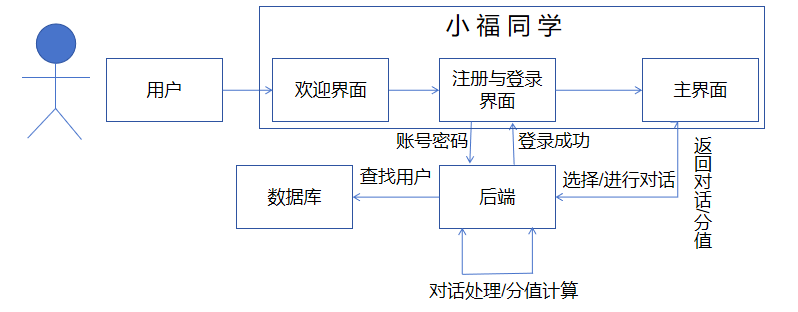 小福同学
用户
欢迎界面
注册与登录
界面
主界面
账号密码
登录成功
返回对话/分值
数据库
查找用户
后端
选择/进行对话
对话处理/分值计算